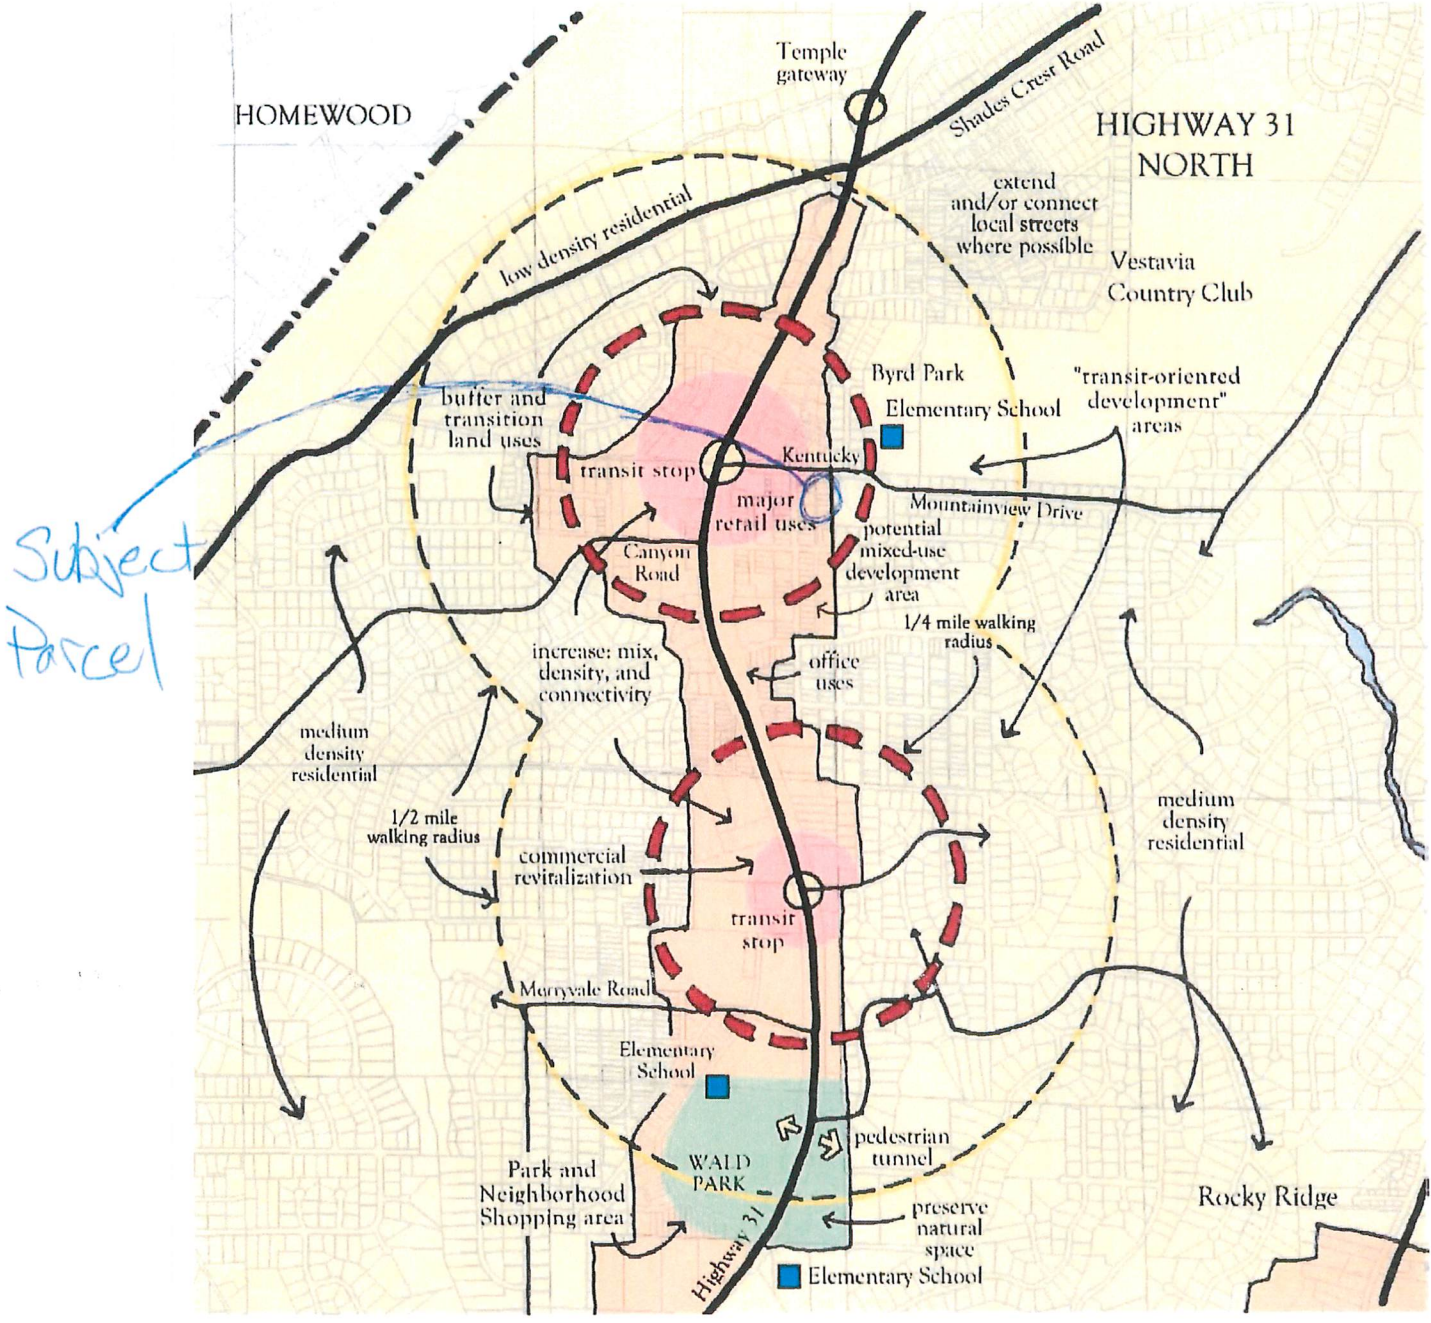 Temple
gateway
Shades Crest Road
HOMEWOOD
HIGHWAY 31
NORTH
extend
and/or connect
local streets
where possible
low density residential
Vestavia
Country Club
Byrd Park
Elementary School
"transit-oriented
development"
areas
buffer and
transition
land uses
transit stop
Kentucky
major
retail uses
Mountainview Drive
potential
mixed-use
development
area
Canyon
Road
Subject
Parcel
1/4 mile walking
radius
increase: mix,
density, and
connectivity
office
uses
medium
density
residential
1/2 mile
walking radius
medium
density
residential
commercial
revitalization
transit
stop
Merryvale Road
Elementary
School
pedestrian
tunnel
WALD
PARK
Park and
Neighborhood
Shopping area
preserve
natural
space
Rocky Ridge
Highway 31
Elementary School